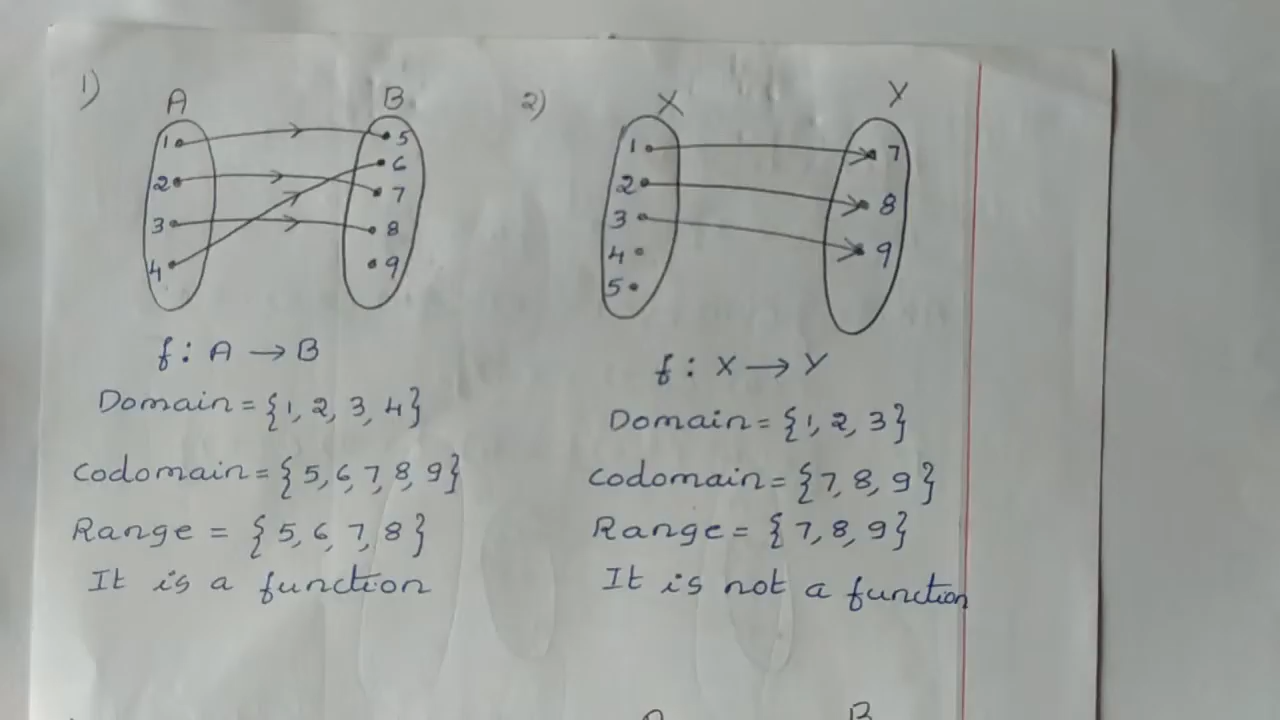 1)
A B
1 5
2 6
3 7
4 8
9
f : A → B
Domain = {1, 2, 3, 4}
Codomain = {5, 6, 7, 8, 9}
Range = {5, 6, 7, 8}
It is a function
2)
X Y
1 7
2 8
3 9
4
5
f : X → Y
Domain = {1, 2, 3}
Codomain = {7, 8, 9}
Range = {7, 8, 9}
It is not a function
B